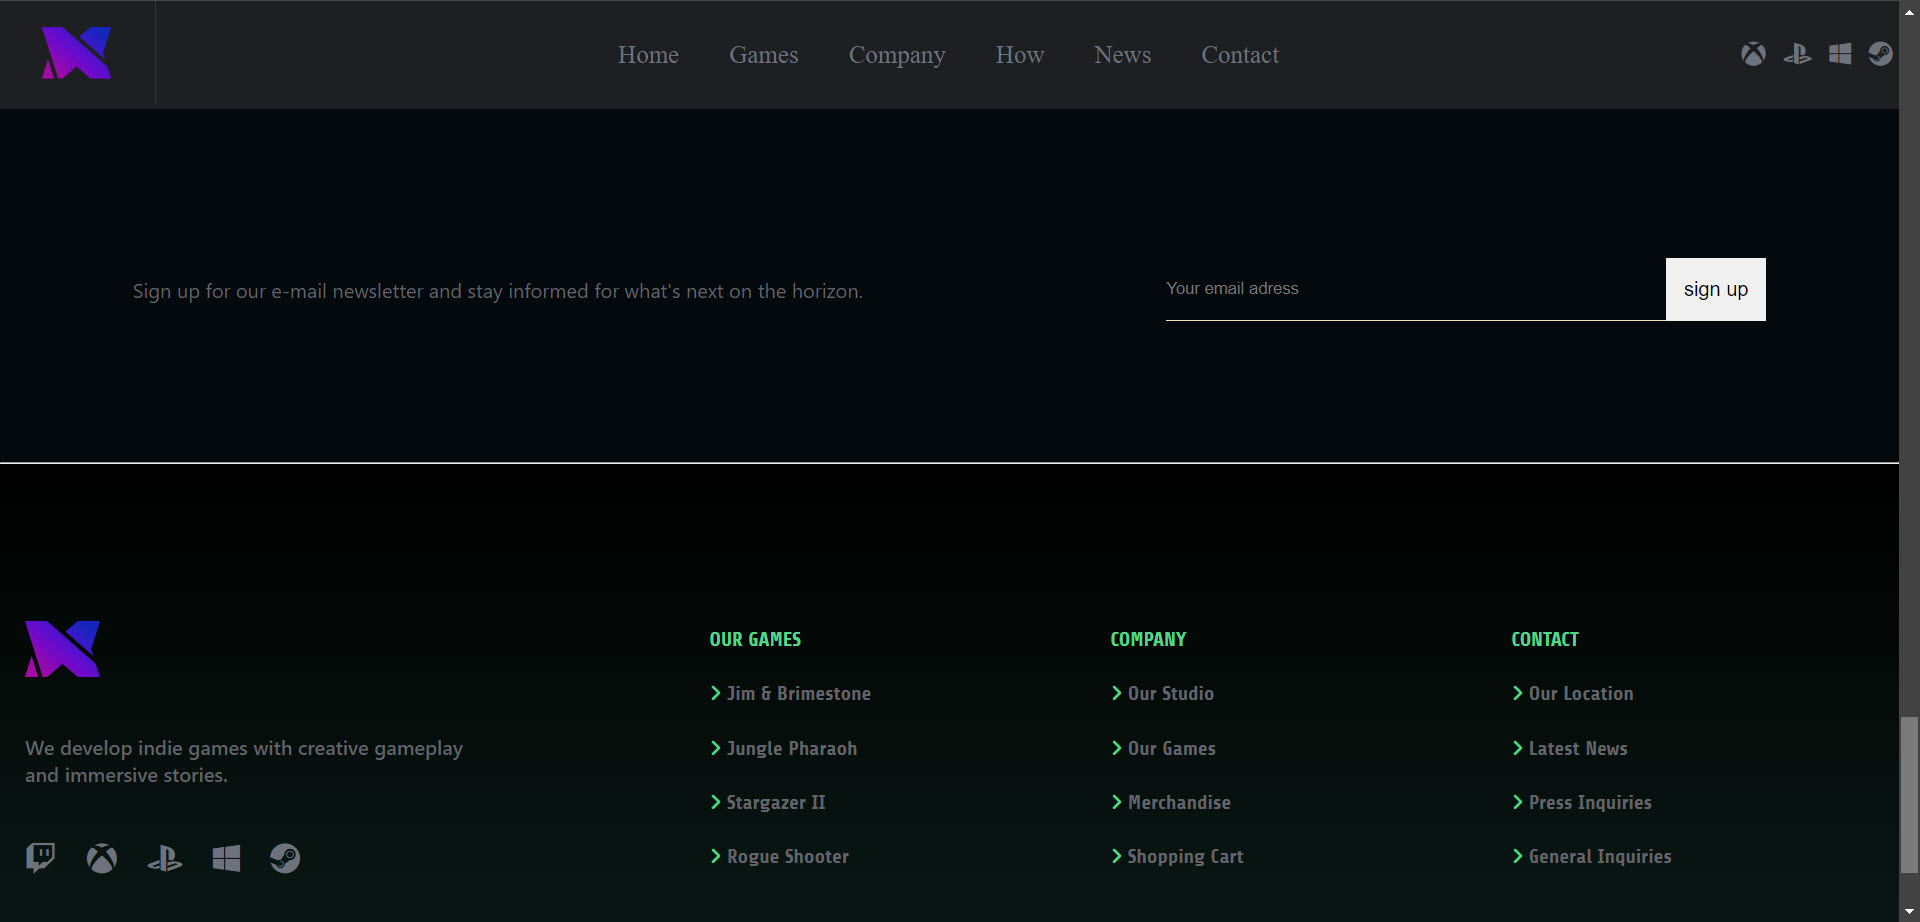 Home Games Company How News Contact
Sign up for our e-mail newsletter and stay informed for what's next on the horizon.
Your email adress
sign up
We develop indie games with creative gameplay
and immersive stories.
OUR GAMES
Jim & Brimestone
Jungle Pharaoh
Stargazer II
Rogue Shooter
COMPANY
Our Studio
Our Games
Merchandise
Shopping Cart
CONTACT
Our Location
Latest News
Press Inquiries
General Inquiries